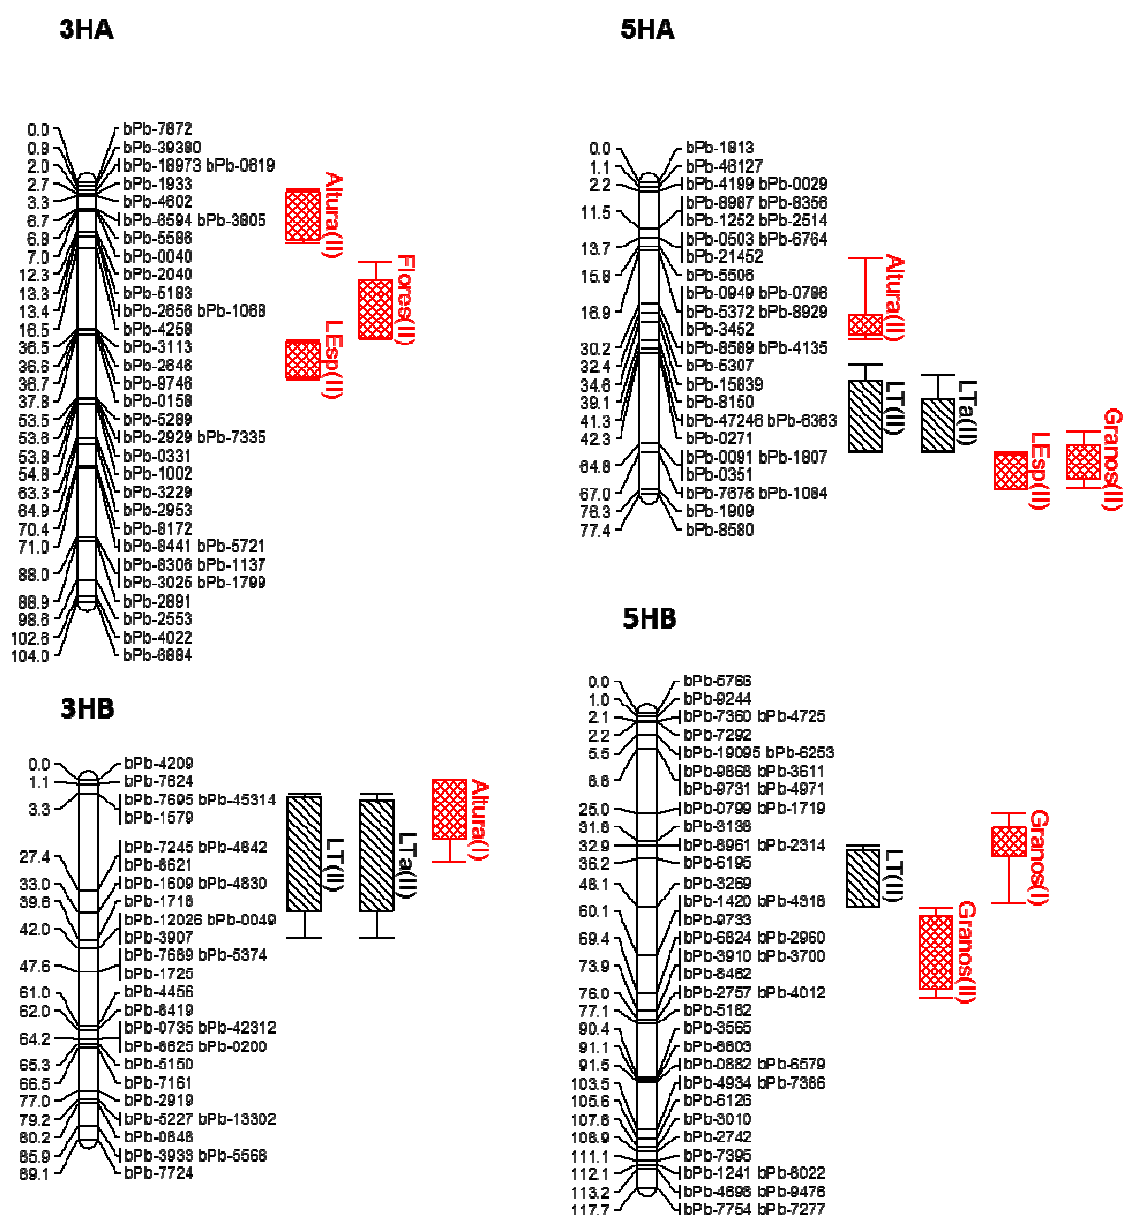 3HA
0.0 bPb-7872
0.9 bPb-39380
2.0 bPb-18973 bPb-0619
2.7 bPb-1933
3.3 bPb-4602
6.7 bPb-6594 bPb-3805
6.8 bPb-5586
7.0 bPb-0040
12.3 bPb-2040
13.3 bPb-5183
13.4 bPb-2656 bPb-1068
16.5 bPb-4258
36.5 bPb-3113
36.6 bPb-2646
36.7 bPb-9746
37.8 bPb-0158
53.5 bPb-5289
53.6 bPb-2929 bPb-7335
53.9 bPb-0331
54.8 bPb-1002
63.3 bPb-3229
64.9 bPb-2953
70.4 bPb-8172
71.0 bPb-8441 bPb-5721
88.0 bPb-6306 bPb-1137
bPb-3025 bPb-1799
88.9 bPb-2891
98.6 bPb-2553
102.6 bPb-4022
104.0 bPb-6884
Altura(II)
Flores(II)
LEsp(II)
3HB
0.0 bPb-4209
1.1 bPb-7624
3.3 bPb-7695 bPb-45314
bPb-1579
27.4 bPb-7245 bPb-4842
bPb-6621
33.0 bPb-1609 bPb-4830
39.6 bPb-1718
42.0 bPb-12026 bPb-0049
bPb-3907
47.6 bPb-7689 bPb-5374
bPb-1725
61.0 bPb-4456
62.0 bPb-8419
64.2 bPb-0735 bPb-42312
bPb-6625 bPb-0200
65.3 bPb-5150
66.5 bPb-7161
77.0 bPb-2919
79.2 bPb-5227 bPb-13302
80.2 bPb-0848
85.9 bPb-3933 bPb-5568
89.1 bPb-7724
LT(II)
LTa(II)
Altura(I)
5HA
0.0 bPb-1813
1.1 bPb-46127
2.2 bPb-4199 bPb-0029
11.5 bPb-8987 bPb-8356
bPb-1252 bPb-2514
13.7 bPb-0503 bPb-6764
bPb-21452
15.8 bPb-5506
16.9 bPb-0949 bPb-0786
bPb-5372 bPb-8929
bPb-3452
30.2 bPb-8589 bPb-4135
32.4 bPb-6307
34.6 bPb-15839
39.1 bPb-8150
41.3 bPb-47246 bPb-6363
42.3 bPb-0271
64.8 bPb-0091 bPb-1807
bPb-0351
67.0 bPb-7676 bPb-1084
76.3 bPb-1909
77.4 bPb-8580
Altura(I)
LT(II)
LTa(II)
LEsp(II)
Granos(II)
5HB
0.0 bPb-5766
1.0 bPb-9244
2.1 bPb-7360 bPb-4725
2.2 bPb-7292
5.5 bPb-19095 bPb-6253
6.6 bPb-9868 bPb-3611
bPb-9731 bPb-4971
25.0 bPb-0799 bPb-1719
31.8 bPb-3138
32.9 bPb-8961 bPb-2314
36.2 bPb-6195
48.1 bPb-3269
60.1 bPb-1420 bPb-4318
bPb-9733
69.4 bPb-6824 bPb-2960
73.9 bPb-3910 bPb-3700
bPb-8462
76.0 bPb-2757 bPb-4012
77.1 bPb-5182
90.4 bPb-3565
91.1 bPb-6603
91.5 bPb-0882 bPb-6579
103.5 bPb-4934 bPb-7366
105.6 bPb-6126
107.6 bPb-3010
108.9 bPb-2742
111.1 bPb-7395
112.1 bPb-1241 bPb-8022
113.2 bPb-4698 bPb-9476
117.7 bPb-7754 bPb-7277
LT(II)
Granos(II)
Granos(I)